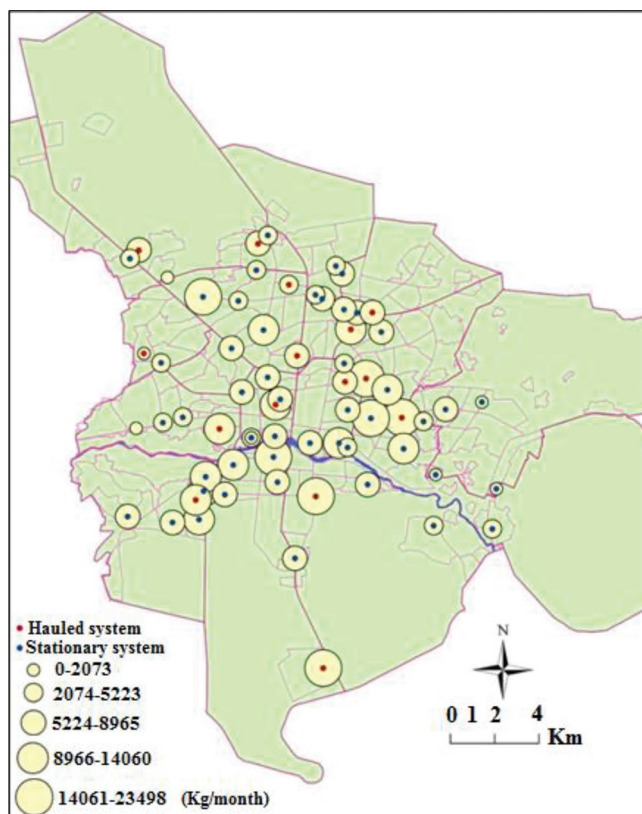 Hauled system
Stationary system
0-2073
2074-5223
5224-8965
8966-14060
14061-23498 (Kg/month)
N
0 1 2 4
Km